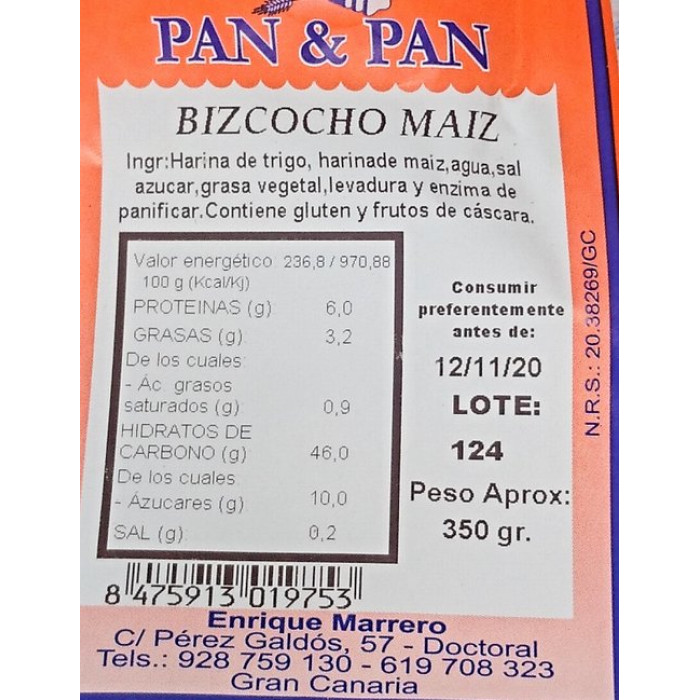 PAN & PAN
BIZCOCHO MAIZ
Ingr:Harina de trigo, harinade maiz,agua,sal
azucar,grasa vegetal,levadura y enzima de
panificar.Contiene gluten y frutos de cáscara.
Valor energético 236,8 / 970,88
100 g (Kcal/Kj)
PROTEINAS (g) 6,0
GRASAS (g) 3,2
De los cuales
- Ác. grasos
saturados (g) 0,9
HIDRATOS DE
CARBONO (g) 46,0
De los cuales
- Ázucares (g) 10,0
SAL (g) 0,2
Consumir
preferentemente
antes de:
12/11/20
LOTE:
124
Peso Aprox:
350 gr.
N.R.S.: 20.38269/GC
8 475913 019753
Enrique Marrero
C/ Pérez Galdós, 57 - Doctoral
Tels.: 928 759 130 - 619 708 323
Gran Canaria